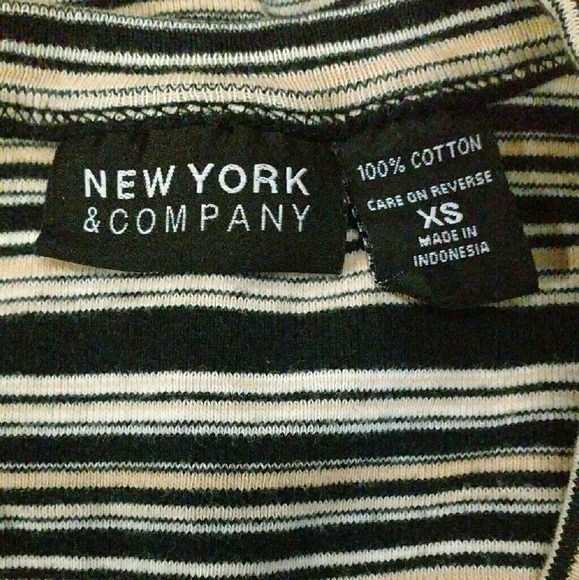 NEW YORK
& COMPANY
100% COTTON
CARE ON REVERSE
XS
MADE IN
INDONESIA